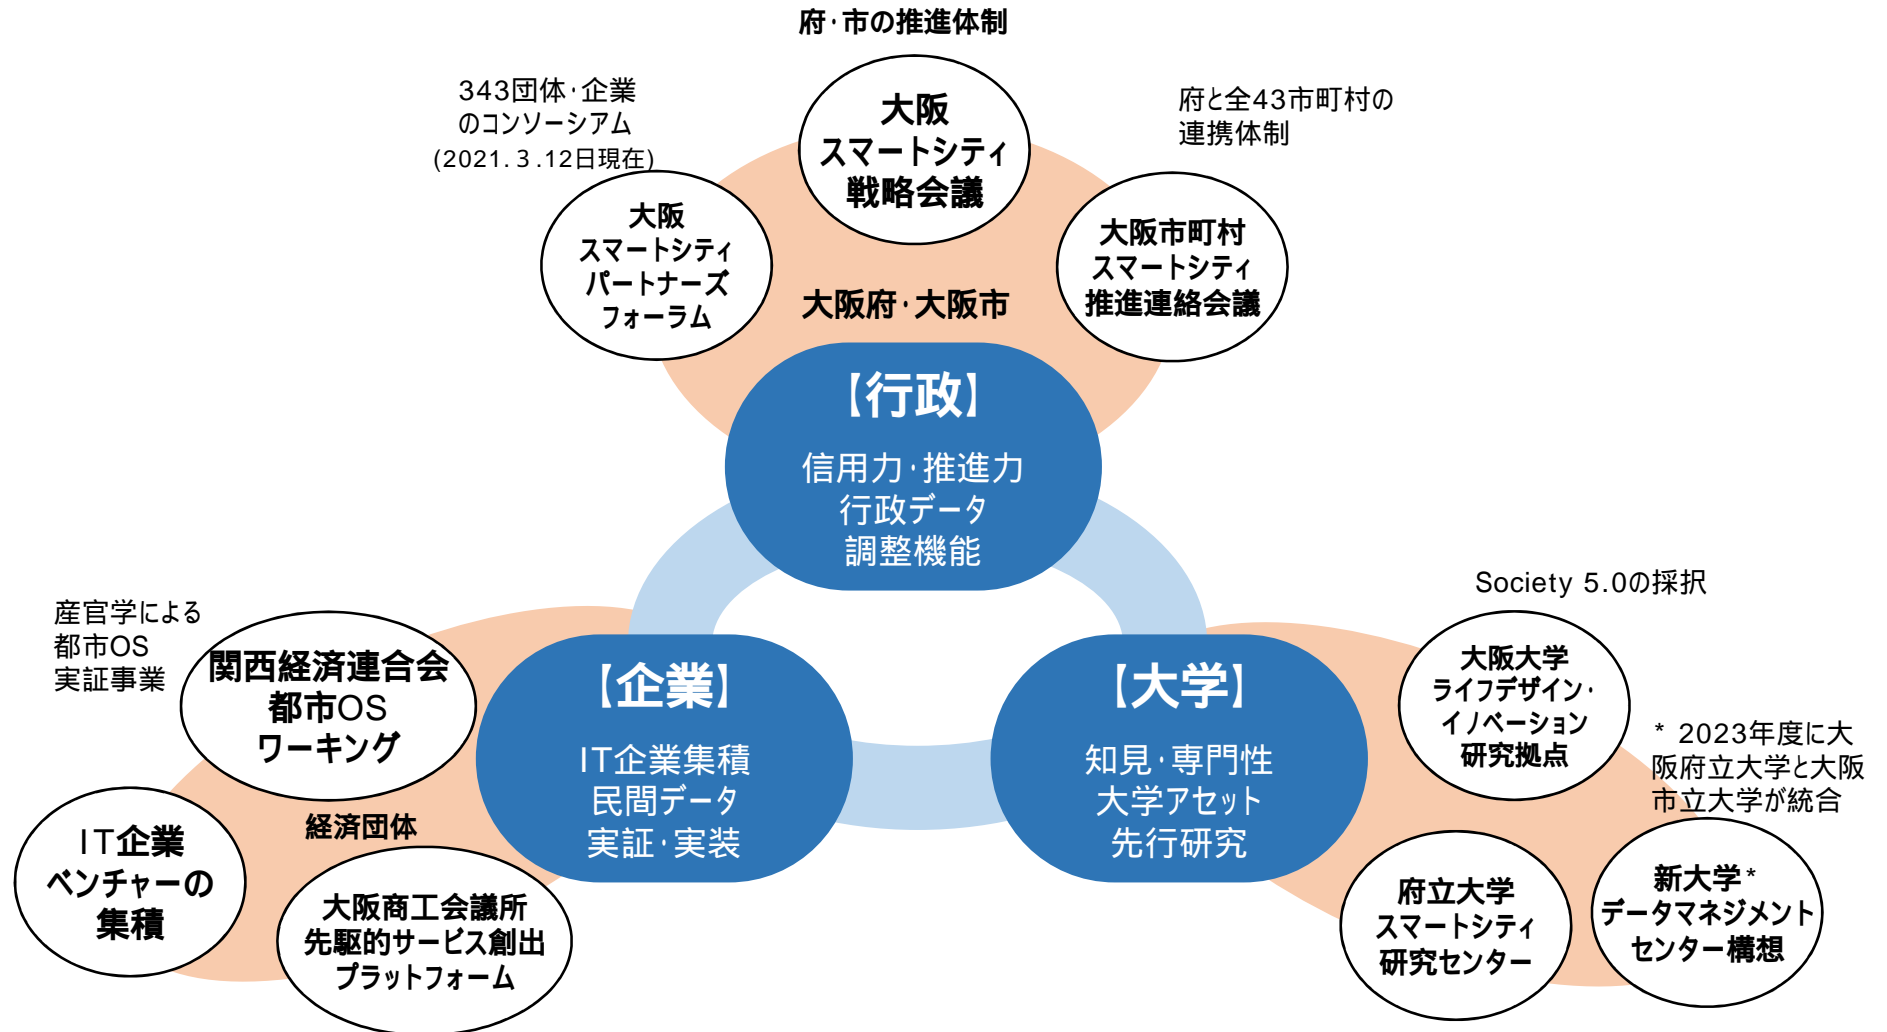 府・市の推進体制
343団体・企業
のコンソーシアム
(2021.3.12日現在)
大阪
スマートシティ
戦略会議
府と全43市町村の
連携体制
大阪
スマートシティ
パートナーズ
フォーラム
大阪市町村
スマートシティ
推進連絡会議
大阪府・大阪市
【行政】
信用力・推進力
行政データ
調整機能
産官学による
都市OS
実証事業
関西経済連合会
都市OS
ワーキング
【企業】
IT企業集積
民間データ
実証・実装
経済団体
IT企業
ベンチャーの
集積
大阪商工会議所
先駆的サービス創出
プラットフォーム
【大学】
知見・専門性
大学アセット
先行研究
Society 5.0の採択
大阪大学
ライフデザイン・
イノベーション
研究拠点
* 2023年度に大
阪府立大学と大阪
市立大学が統合
府立大学
スマートシティ
研究センター
新大学*
データマネジメント
センター構想